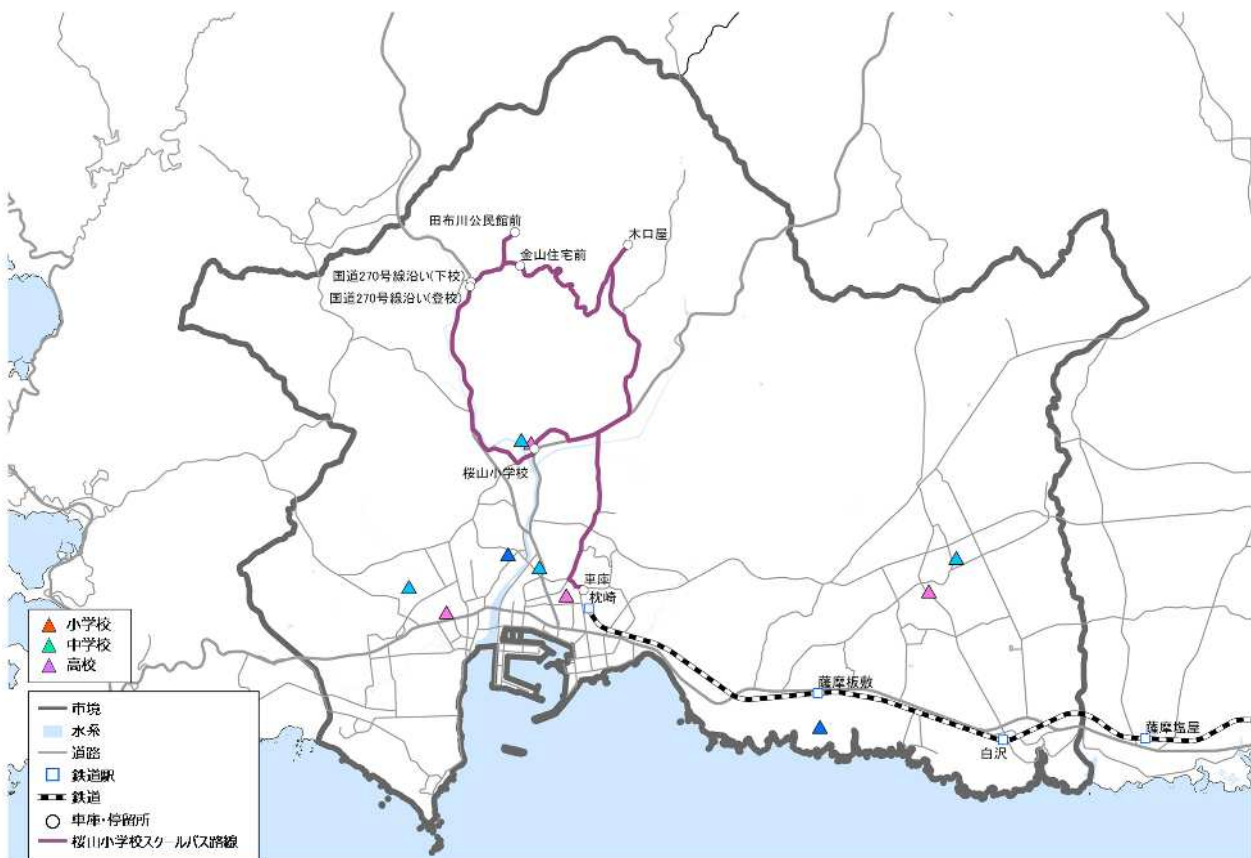 田布川公民館前
木口屋
金山住宅前
国道270号線沿い(下校)
国道270号線沿い(登校)
桜山小学校
車庫
枕崎
薩摩板敷
白沢
薩摩塩屋
小学校
中学校
高校
市境
水系
道路
鉄道駅
鉄道
車庫・停留所
桜山小学校スクールバス路線